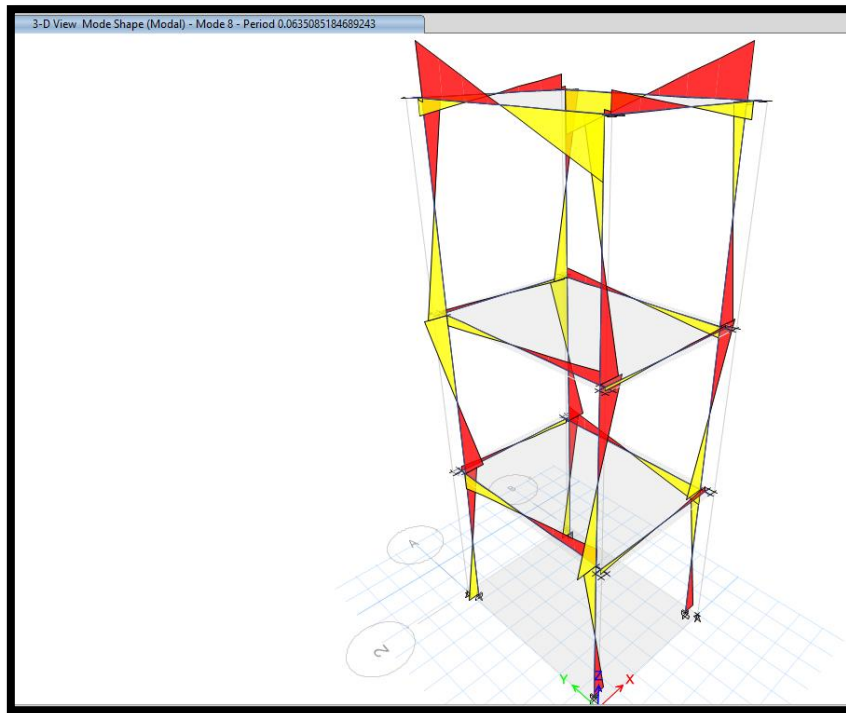 3-D View Mode Shape (Modal) - Mode 8 - Period 0.0635085184689243
B
A
2
Y
Z
X